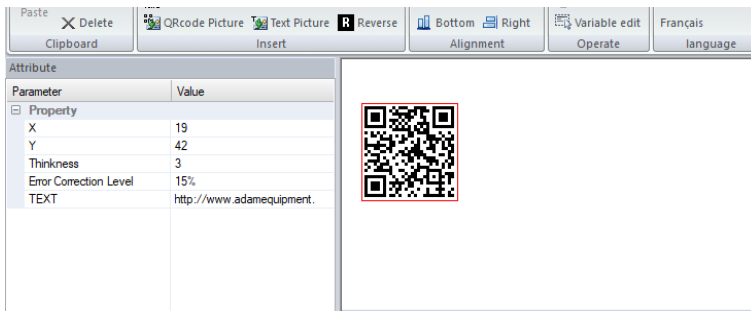 Paste
Delete
QRcode Picture Text Picture R Reverse
Bottom Right
Variable edit
Français
Clipboard Insert Alignment Operate language
Attribute
Parameter Value
Property
X 19
Y 42
Thinkness 3
Error Correction Level 15%
TEXT http://www.adamequipment.